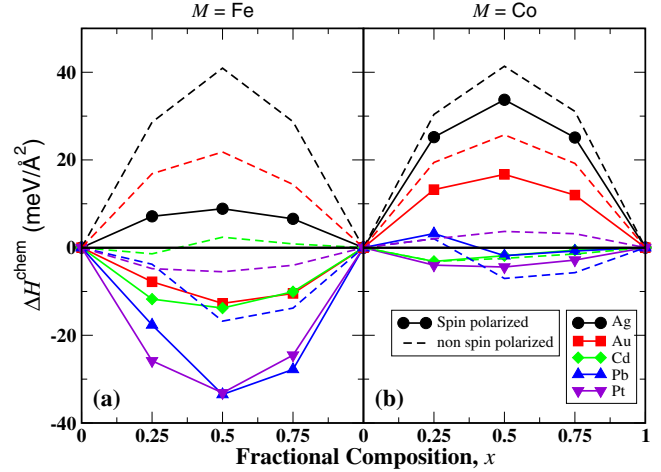 M = Fe
M = Co
ΔH^chem (meV/Å²)
40
20
0
-20
-40
(a)
(b)
Spin polarized
non spin polarized
Ag
Au
Cd
Pb
Pt
0 0.25 0.5 0.75 0 0.25 0.5 0.75 1
Fractional Composition, x